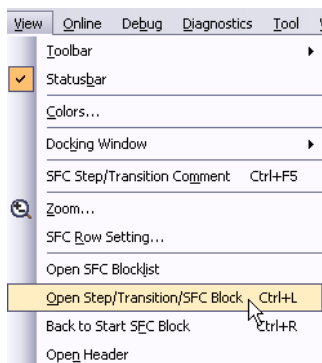 View Online Debug Diagnostics Tool
Toolbar
Statusbar
Colors...
Docking Window
SFC Step/Transition Comment Ctrl+F5
Zoom...
SFC Row Setting...
Open SFC Blocklist
Open Step/Transition/SFC Block Ctrl+L
Back to Start SFC Block Ctrl+R
Open Header